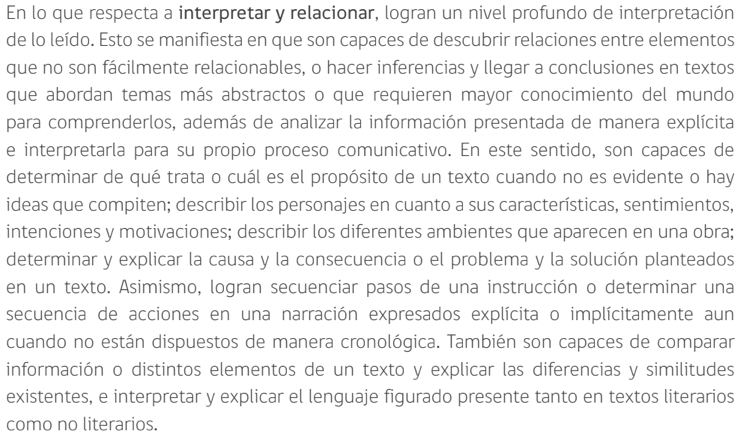 En lo que respecta a interpretar y relacionar, logran un nivel profundo de interpretación
de lo leído. Esto se manifiesta en que son capaces de descubrir relaciones entre elementos
que no son fácilmente relacionables, o hacer inferencias y llegar a conclusiones en textos
que abordan temas más abstractos o que requieren mayor conocimiento del mundo
para comprenderlos, además de analizar la información presentada de manera explícita
e interpretarla para su propio proceso comunicativo. En este sentido, son capaces de
determinar de qué trata o cuál es el propósito de un texto cuando no es evidente o hay
ideas que compiten; describir los personajes en cuanto a sus características, sentimientos,
intenciones y motivaciones; describir los diferentes ambientes que aparecen en una obra;
determinar y explicar la causa y la consecuencia o el problema y la solución planteados
en un texto. Asimismo, logran secuenciar pasos de una instrucción o determinar una
secuencia de acciones en una narración expresados explícita o implícitamente aun
cuando no están dispuestos de manera cronológica. También son capaces de comparar
información o distintos elementos de un texto y explicar las diferencias y similitudes
existentes, e interpretar y explicar el lenguaje figurado presente tanto en textos literarios
como no literarios.